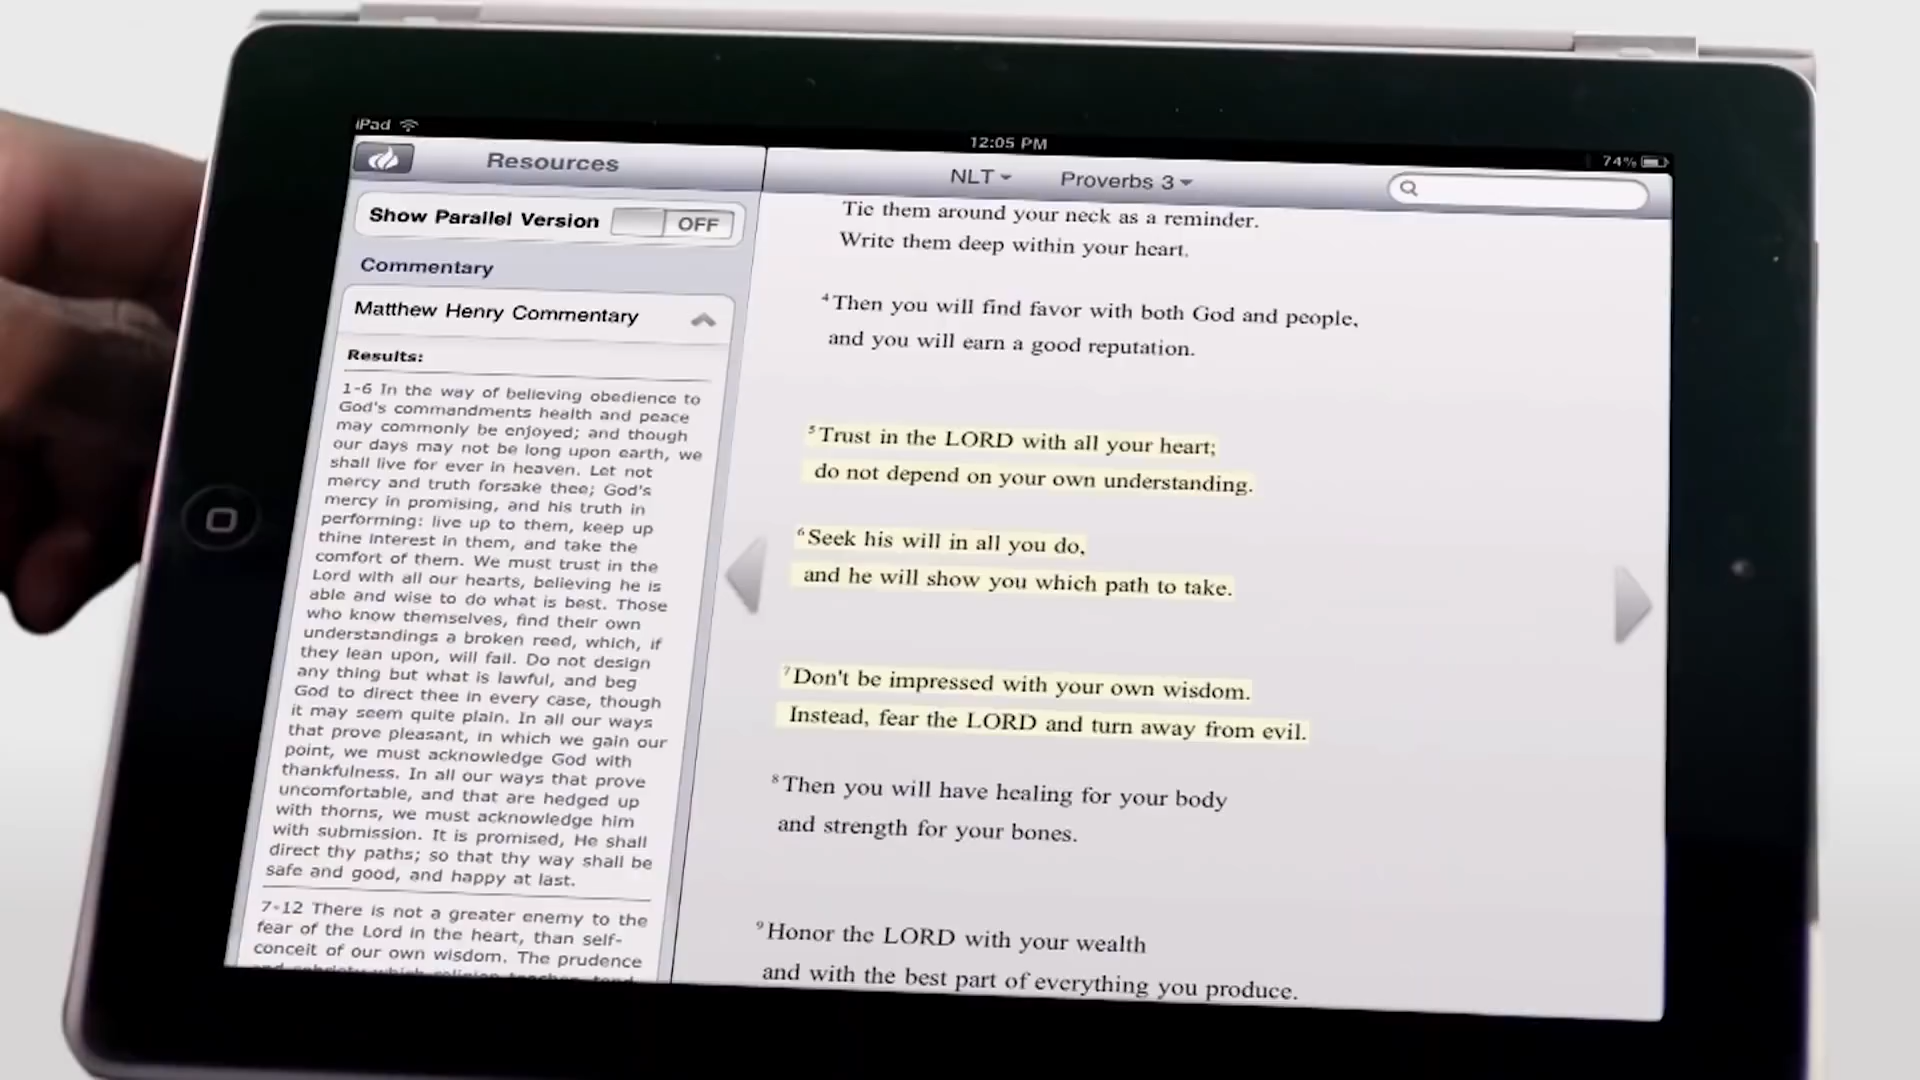 iPad
12:05 PM
74%
Resources
NLT
Proverbs 3
Show Parallel Version
OFF
Commentary
Matthew Henry Commentary
Results:
1-6 In the way of believing obedience to
God's commandments health and peace
may commonly be enjoyed; and though
our days may not be long upon earth, we
shall live for ever in heaven. Let not
mercy and truth forsake thee; God's
mercy in promising, and his truth in
performing: live up to them, keep up
thine interest in them, and take the
comfort of them. We must trust in the
Lord with all our hearts, believing he is
able and wise to do what is best. Those
who know themselves, find their own
understandings a broken reed, which, if
they lean upon, will fail. Do not design
any thing but what is lawful, and beg
God to direct thee in every case, though
it may seem quite plain. In all our ways
that prove pleasant, in which we gain our
point, we must acknowledge God with
thankfulness. In all our ways that prove
uncomfortable, and that are hedged up
with thorns, we must acknowledge him
with submission. It is promised, He shall
direct thy paths; so that thy way shall be
safe and good, and happy at last.
7-12 There is not a greater enemy to the
fear of the Lord in the heart, than self-
conceit of our own wisdom. The prudence
and sobriety which religion teaches, tend
Tie them around your neck as a reminder.
Write them deep within your heart.
4 Then you will find favor with both God and people,
and you will earn a good reputation.
5 Trust in the LORD with all your heart;
do not depend on your own understanding.
6 Seek his will in all you do,
and he will show you which path to take.
7 Don't be impressed with your own wisdom.
Instead, fear the LORD and turn away from evil.
8 Then you will have healing for your body
and strength for your bones.
9 Honor the LORD with your wealth
and with the best part of everything you produce.